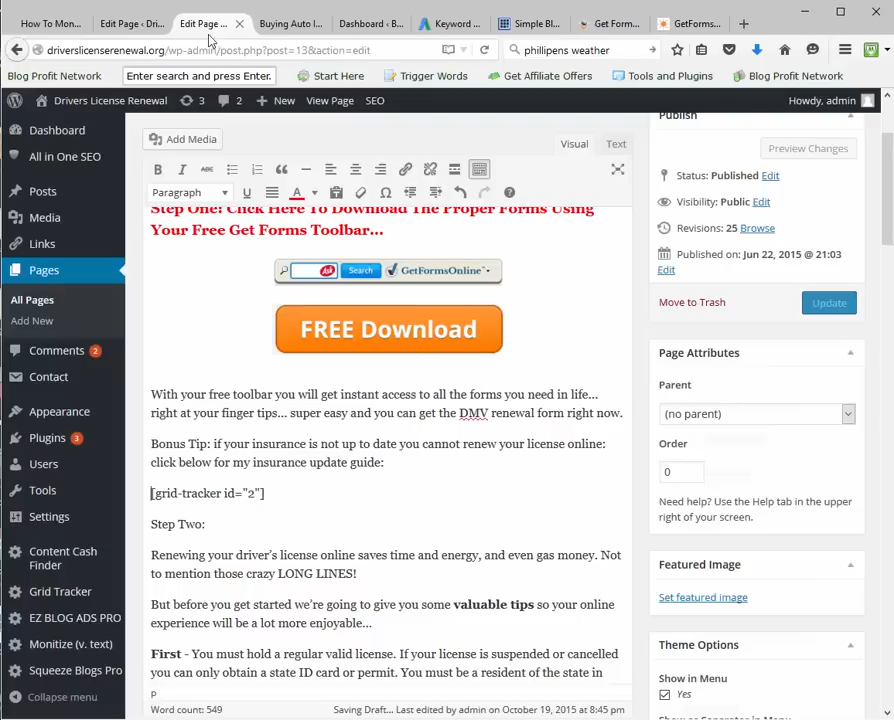 How To Mon...
Edit Page ‹ Dri...
Edit Page ...
Buying Auto I...
Dashboard ‹ B...
Keyword ...
Simple Bl...
Get Form...
GetForms...
driverslicenserenewal.org/wp-admin/post.php?post=13&action=edit
phillipens weather
Blog Profit Network
Enter search and press Enter.
Start Here
Trigger Words
Get Affiliate Offers
Tools and Plugins
Blog Profit Network
Drivers License Renewal
3
2
New
View Page
SEO
Howdy, admin
Dashboard
All in One SEO
Posts
Media
Links
Pages
All Pages
Add New
Comments 2
Contact
Appearance
Plugins 3
Users
Tools
Settings
Content Cash
Finder
Grid Tracker
EZ BLOG ADS PRO
Monitize (v. text)
Squeeze Blogs Pro
Collapse menu
Add Media
Visual
Text
B I ABC
Paragraph
U
A
Step One: Click Here To Download The Proper Forms Using
Your Free Get Forms Toolbar...
Ask
Search
GetFormsOnline
FREE Download
With your free toolbar you will get instant access to all the forms you need in life...
right at your finger tips... super easy and you can get the DMV renewal form right now.
Bonus Tip: if your insurance is not up to date you cannot renew your license online:
click below for my insurance update guide:
[grid-tracker id="2"]
Step Two:
Renewing your driver's license online saves time and energy, and even gas money. Not
to mention those crazy LONG LINES!
But before you get started we're going to give you some valuable tips so your online
experience will be a lot more enjoyable...
First - You must hold a regular valid license. If your license is suspended or cancelled
you can only obtain a state ID card or permit. You must be a resident of the state in
p
Word count: 549
Saving Draft... Last edited by admin on October 19, 2015 at 8:45 pm
Publish
Preview Changes
Status: Published Edit
Visibility: Public Edit
Revisions: 25 Browse
Published on: Jun 22, 2015 @ 21:03
Edit
Move to Trash
Update
Page Attributes
Parent
(no parent)
Order
0
Need help? Use the Help tab in the upper
right of your screen.
Featured Image
Set featured image
Theme Options
Show in Menu
Yes